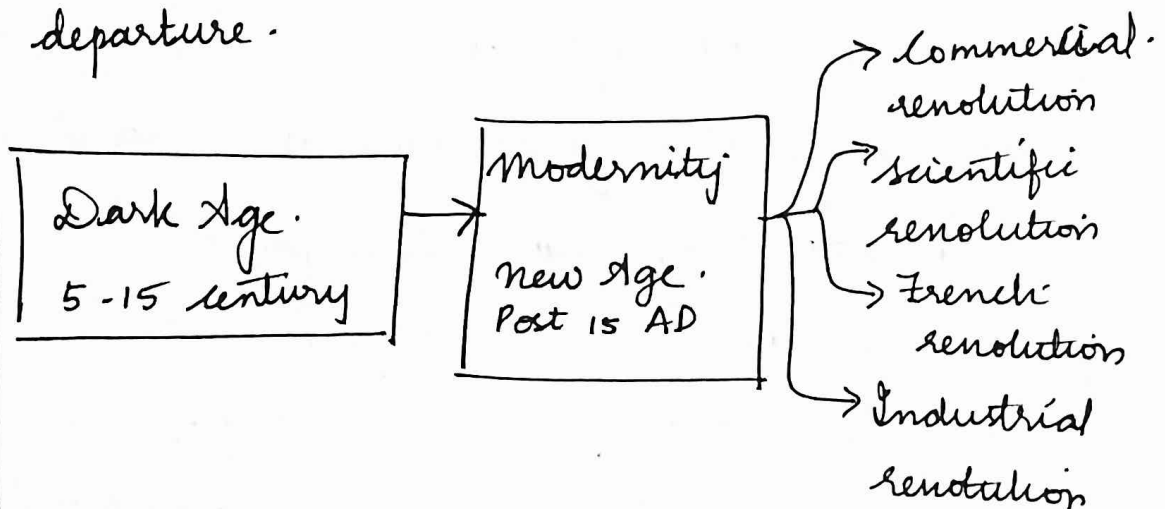 departure.
Dark Age.
5-15 century
Modernity
new Age.
Post 15 AD
Commercial.
revolution
scientific
revolution
French
revolution
Industrial
revolution